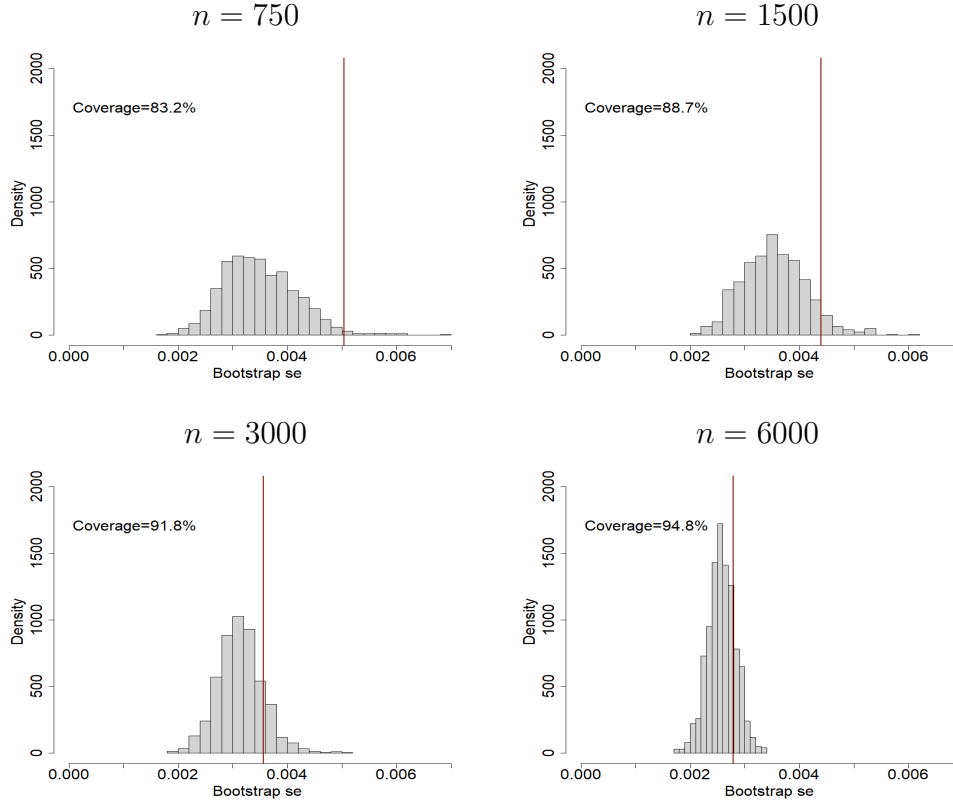 n = 750
Coverage=83.2%
Density
0
500
1000
1500
2000
0.000
0.002
0.004
0.006
Bootstrap se
n = 1500
Coverage=88.7%
Density
0
500
1000
1500
2000
0.000
0.002
0.004
0.006
Bootstrap se
n = 3000
Coverage=91.8%
Density
0
500
1000
1500
2000
0.000
0.002
0.004
0.006
Bootstrap se
n = 6000
Coverage=94.8%
Density
0
500
1000
1500
2000
0.000
0.002
0.004
0.006
Bootstrap se